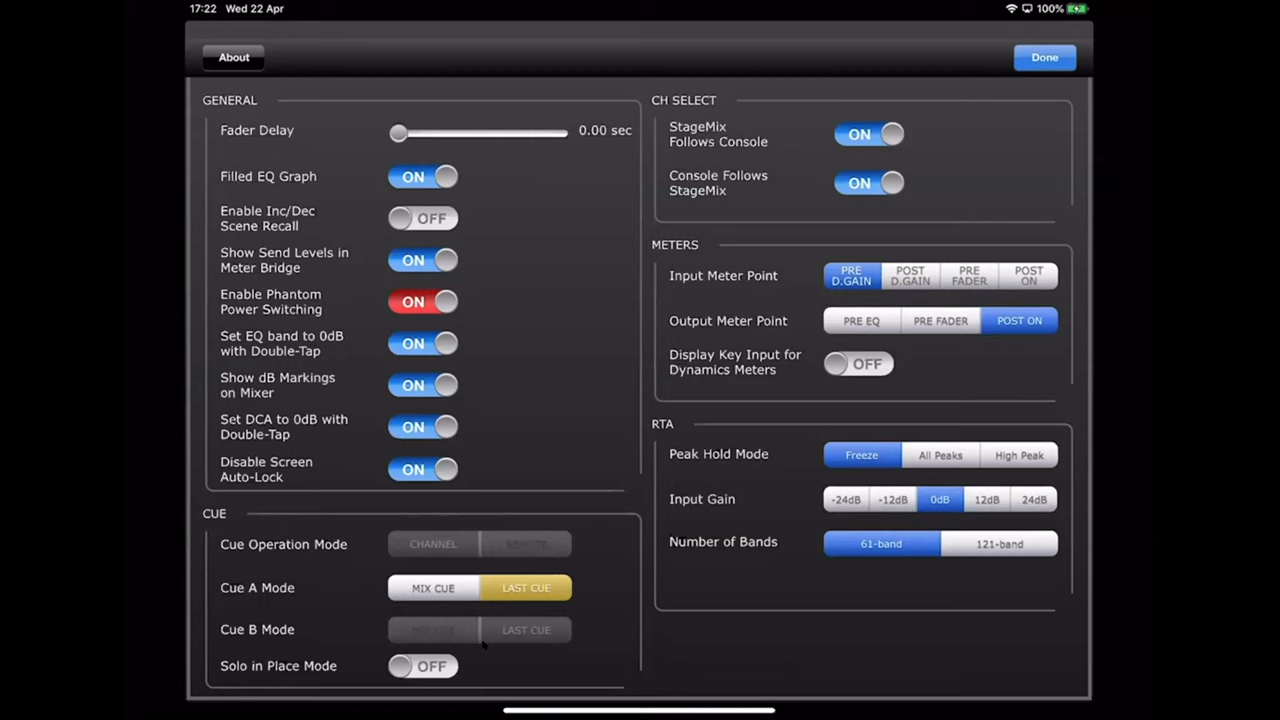 17:22 Wed 22 Apr
100%
About
Done
GENERAL
Fader Delay
0.00 sec
Filled EQ Graph
ON
Enable Inc/Dec
Scene Recall
OFF
Show Send Levels in
Meter Bridge
ON
Enable Phantom
Power Switching
ON
Set EQ band to 0dB
with Double-Tap
ON
Show dB Markings
on Mixer
ON
Set DCA to 0dB with
Double-Tap
ON
Disable Screen
Auto-Lock
ON
CUE
Cue Operation Mode
CHANNEL
Cue A Mode
MIX CUE
LAST CUE
Cue B Mode
LAST CUE
Solo in Place Mode
OFF
CH SELECT
StageMix
Follows Console
ON
Console Follows
StageMix
ON
METERS
Input Meter Point
PRE
D.GAIN
POST
D.GAIN
PRE
FADER
POST
ON
Output Meter Point
PRE EQ
PRE FADER
POST ON
Display Key Input for
Dynamics Meters
OFF
RTA
Peak Hold Mode
Freeze
All Peaks
High Peak
Input Gain
-24dB
-12dB
0dB
12dB
24dB
Number of Bands
61-band
121-band